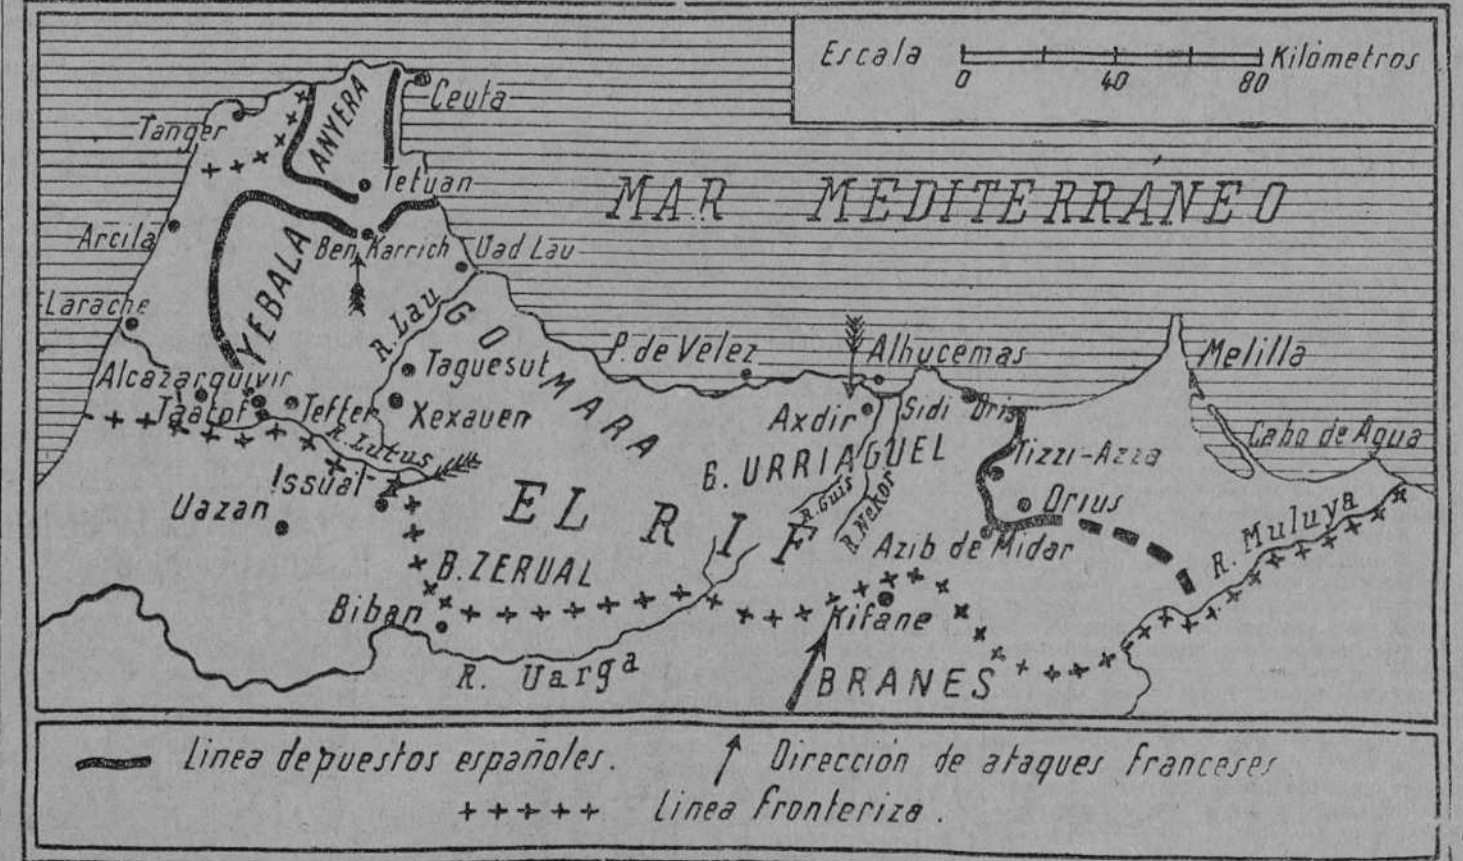 Escala
0 40 80 Kilómetros
Ceuta
ANYERA
Tanger
Tetuan
MAR MEDITERRÁNEO
Arcila
Ben Karrich
Uad Lau
YEBALA
Larache
R. Lau
GOMARA
P. de Velez
Alhucemas
Melilla
Taguesut
Alcazarquivir
Teffer
Xexauen
Axdir
Sidi Dris
Cabo de Agua
R. Lutus
B. URRIAGUEL
Tizzi-Azza
Issual
R. Guis
R. Nekor
Drius
Uazan
EL RIF
Azib de Midar
R. Muluya
B. ZERUAL
Biban
Kifane
R. Uarga
BRANES
Linea de puestos españoles.
Dirección de ataques franceses
Linea fronteriza.